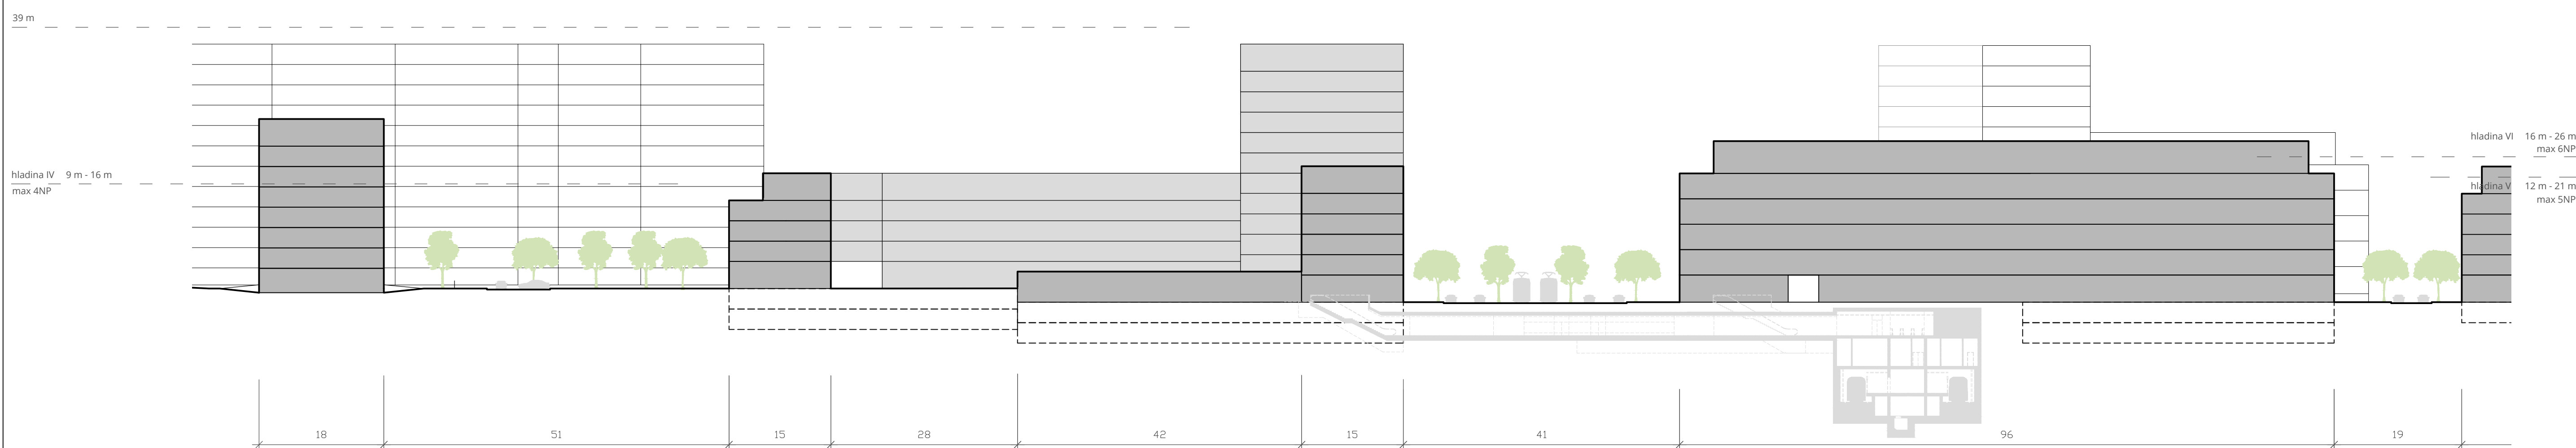 39 m
hladina IV 9 m - 16 m
max 4NP
hladina VI 16 m - 26 m
max 6NP
hladina V 12 m - 21 m
max 5NP
18 51 15 28 42 15 41 96 19